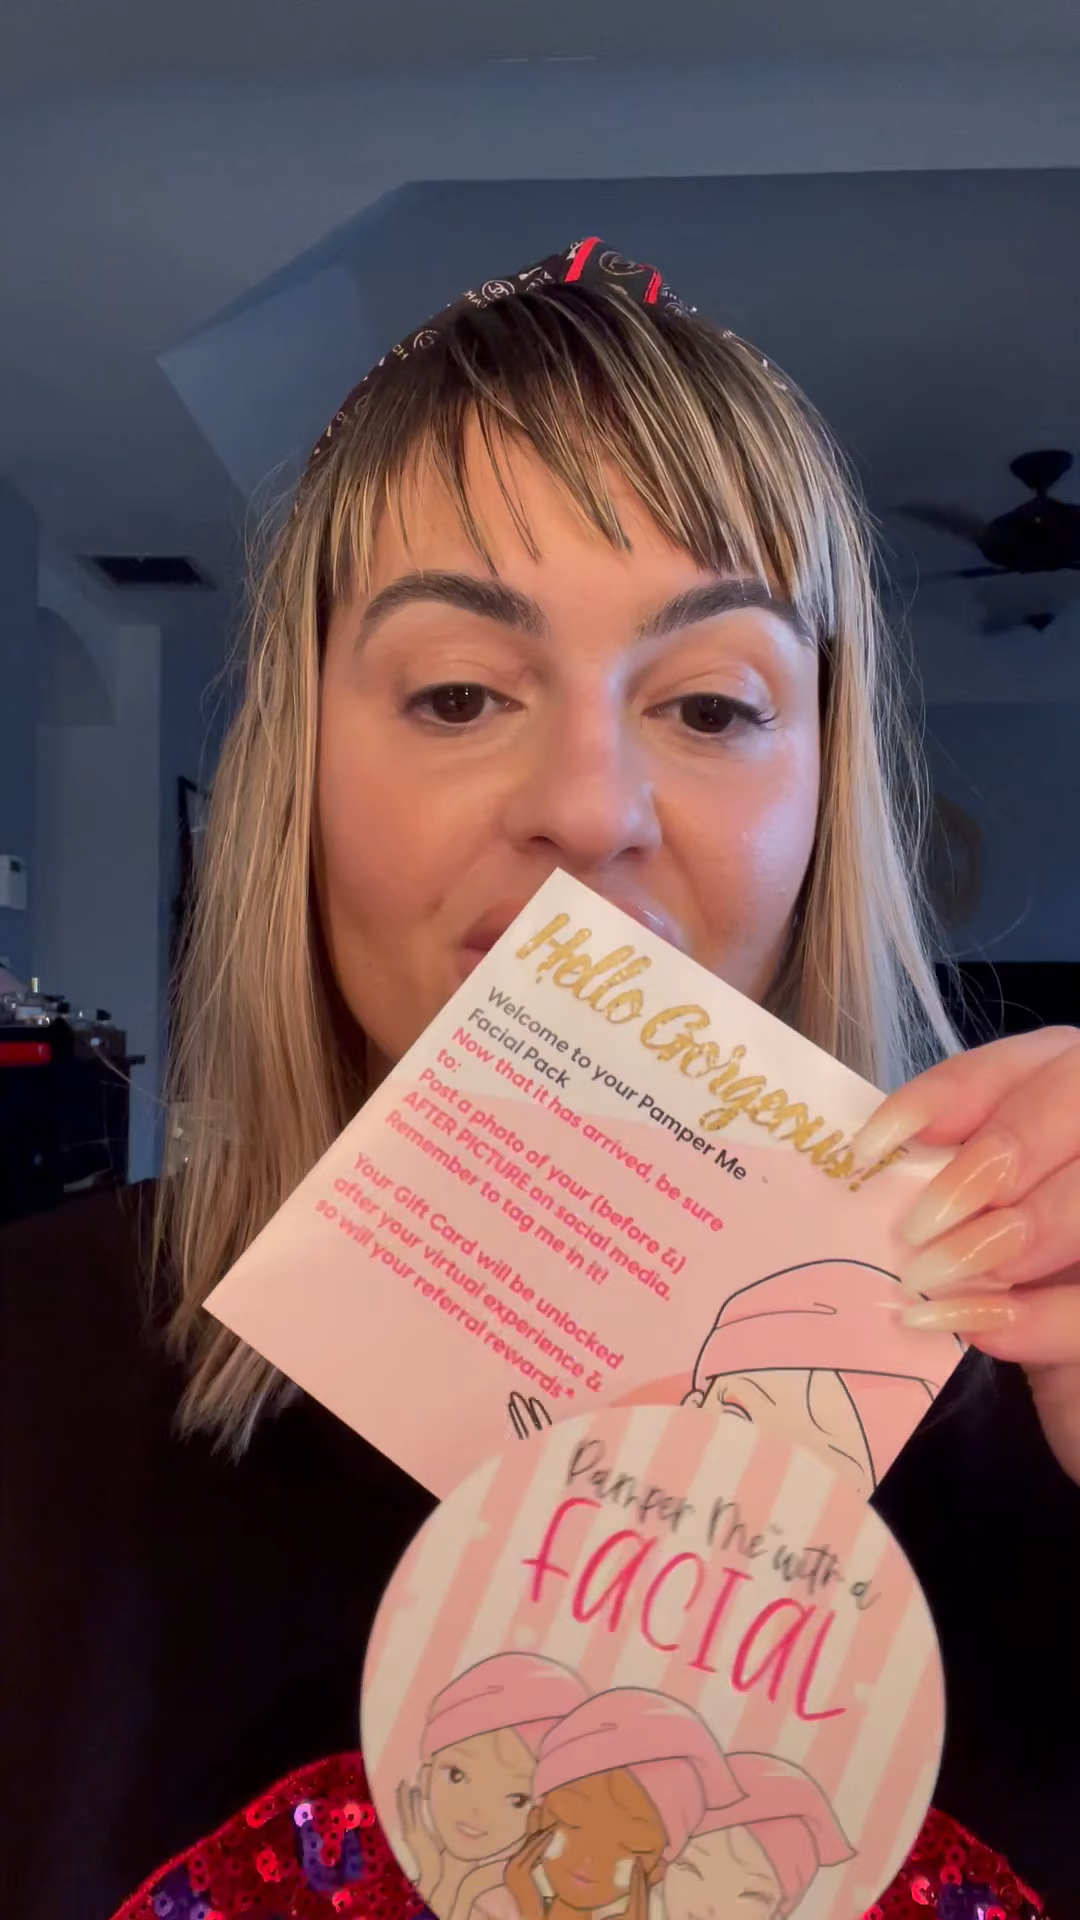 Hello Gorgeous!
Welcome to your Pamper Me
Facial Pack
Now that it has arrived, be sure
to:
Post a photo of your (before &)
AFTER PICTURE on social media.
Remember to tag me in it!
Your Gift Card will be unlocked
after your virtual experience &
so will your referral rewards*
Pamper Me™ with a
FACIAL